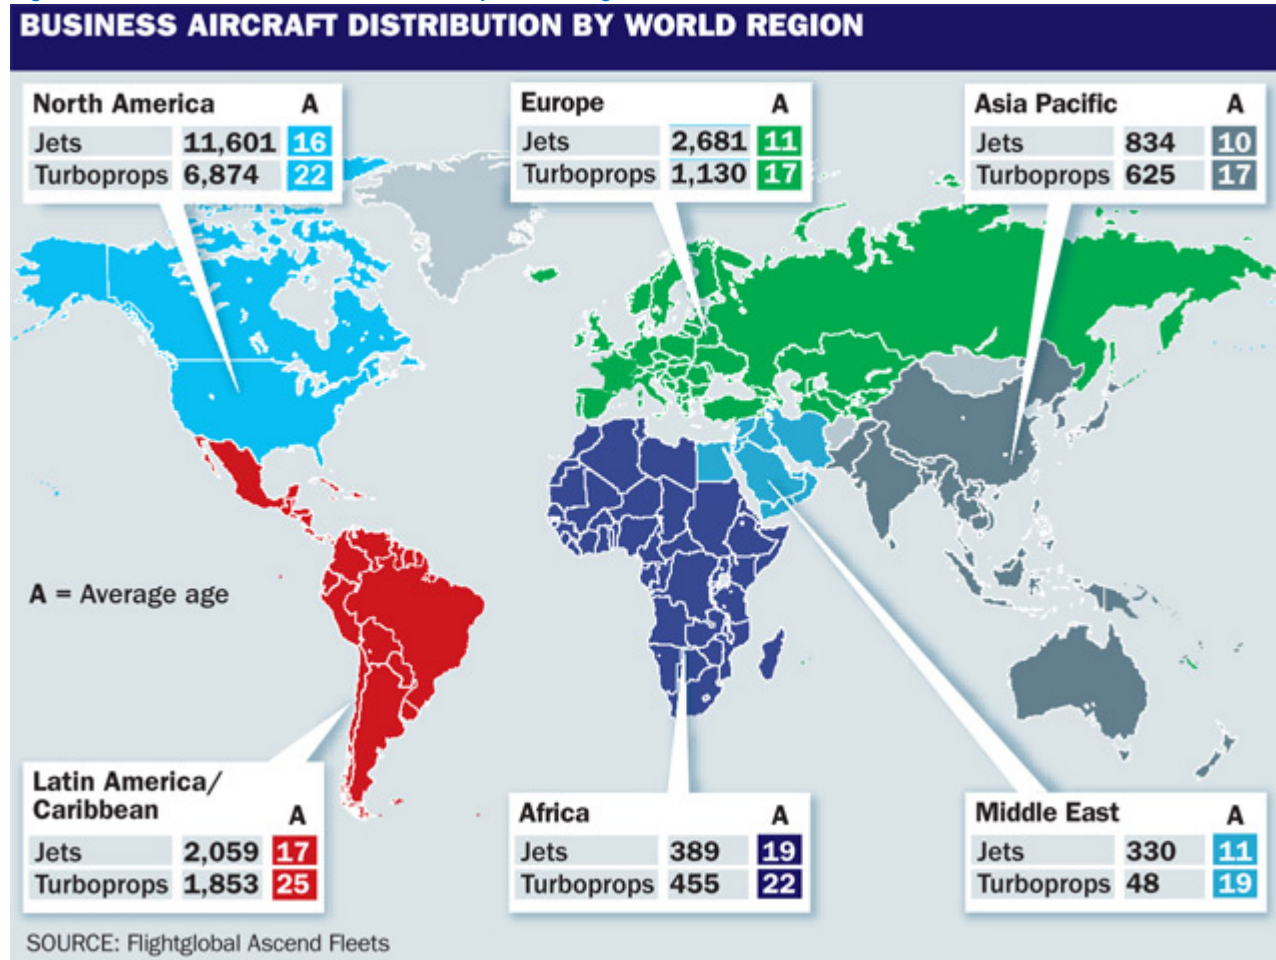 BUSINESS AIRCRAFT DISTRIBUTION BY WORLD REGION
North America A
Jets 11,601 16
Turboprops 6,874 22
Europe A
Jets 2,681 11
Turboprops 1,130 17
Asia Pacific A
Jets 834 10
Turboprops 625 17
A = Average age
Latin America/
Caribbean A
Jets 2,059 17
Turboprops 1,853 25
Africa A
Jets 389 19
Turboprops 455 22
Middle East A
Jets 330 11
Turboprops 48 19
SOURCE: Flightglobal Ascend Fleets